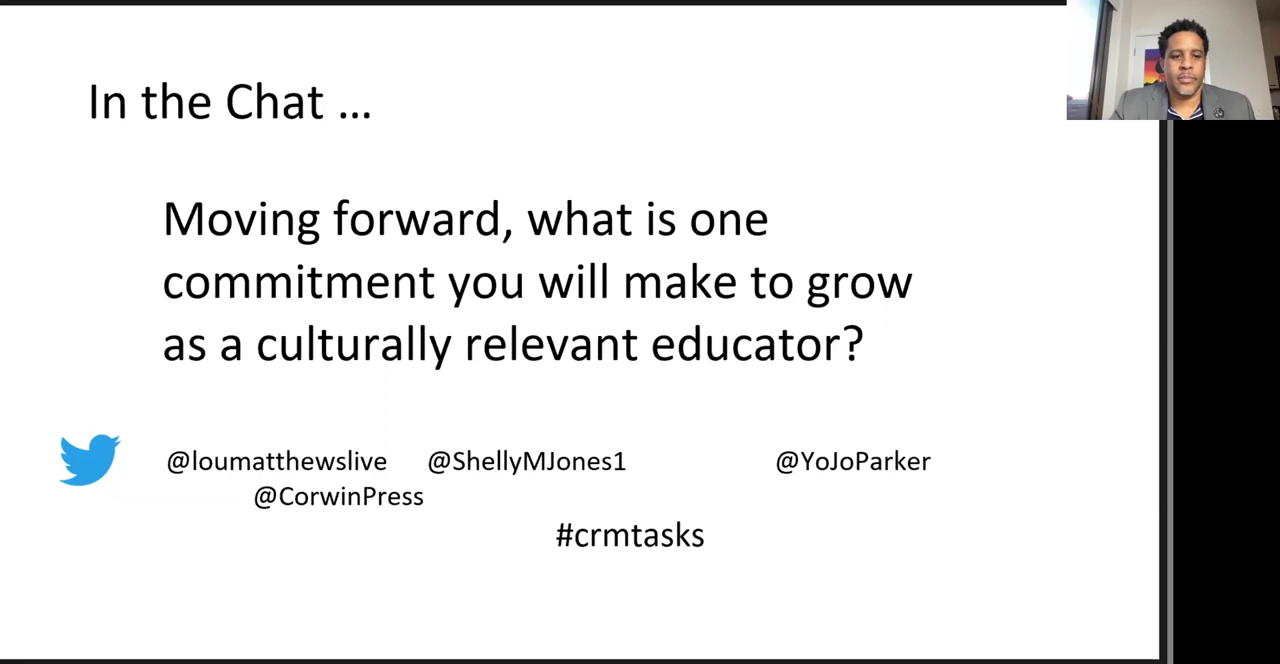 In the Chat …
Moving forward, what is one
commitment you will make to grow
as a culturally relevant educator?
@loumatthewslive @ShellyMJones1 @YoJoParker
@CorwinPress
#crmtasks